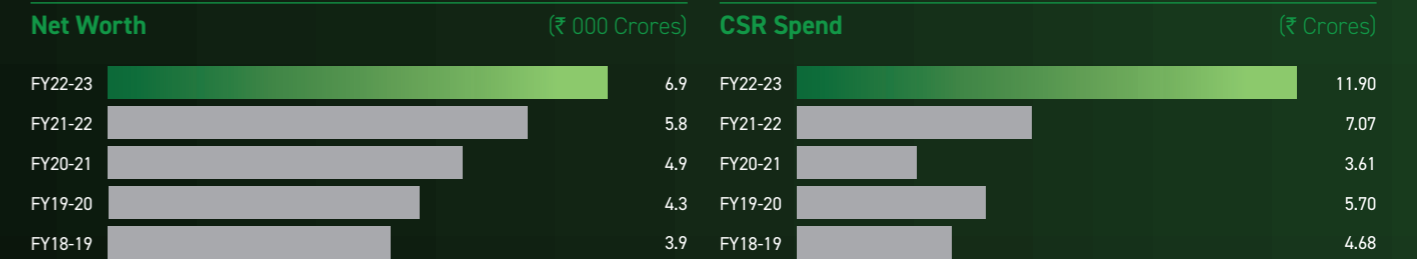 Net Worth (₹ 000 Crores)
FY22-23 6.9
FY21-22 5.8
FY20-21 4.9
FY19-20 4.3
FY18-19 3.9
CSR Spend (₹ Crores)
FY22-23 11.90
FY21-22 7.07
FY20-21 3.61
FY19-20 5.70
FY18-19 4.68